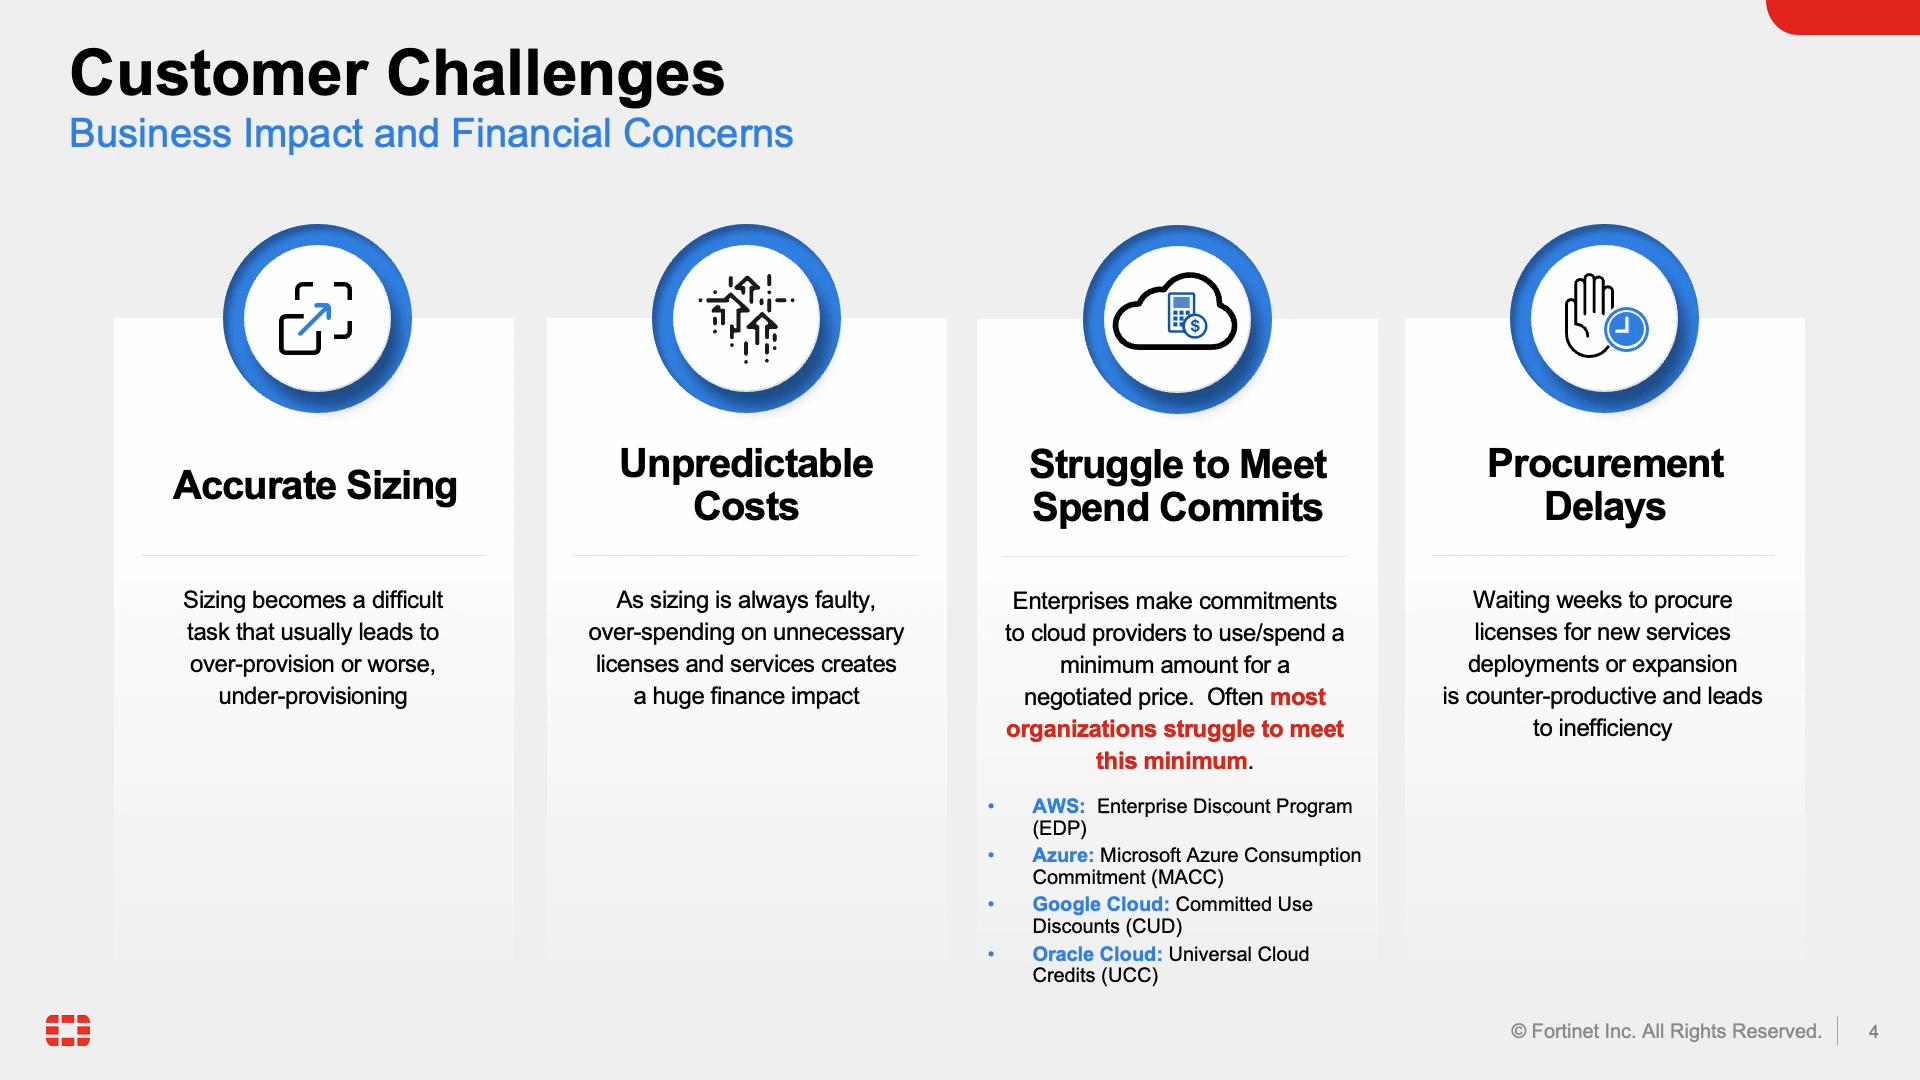 Customer Challenges
Business Impact and Financial Concerns
Accurate Sizing
Sizing becomes a difficult
task that usually leads to
over-provision or worse,
under-provisioning
Unpredictable
Costs
As sizing is always faulty,
over-spending on unnecessary
licenses and services creates
a huge finance impact
$
Struggle to Meet
Spend Commits
Enterprises make commitments
to cloud providers to use/spend a
minimum amount for a
negotiated price.  Often most
organizations struggle to meet
this minimum.
• AWS:  Enterprise Discount Program
(EDP)
• Azure: Microsoft Azure Consumption
Commitment (MACC)
• Google Cloud: Committed Use
Discounts (CUD)
• Oracle Cloud: Universal Cloud
Credits (UCC)
Procurement
Delays
Waiting weeks to procure
licenses for new services
deployments or expansion
is counter-productive and leads
to inefficiency
© Fortinet Inc. All Rights Reserved.
4